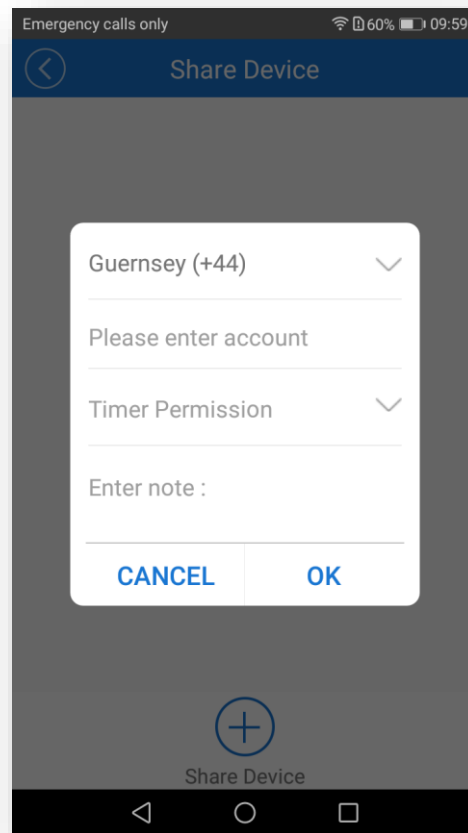 Emergency calls only 60% 09:59
Share Device
Guernsey (+44)
Please enter account
Timer Permission
Enter note :
CANCEL OK
Share Device